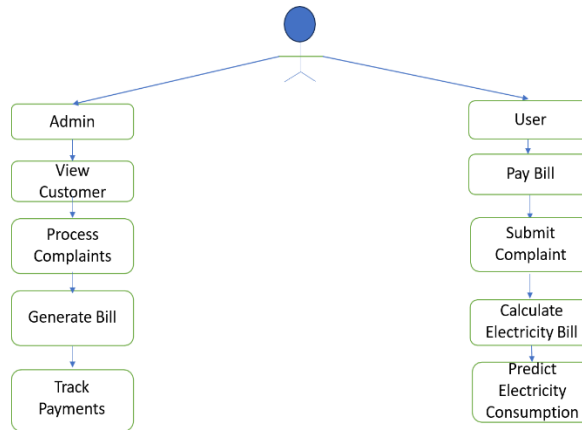 Admin
View
Customer
Process
Complaints
Generate Bill
Track
Payments
User
Pay Bill
Submit
Complaint
Calculate
Electricity Bill
Predict
Electricity
Consumption